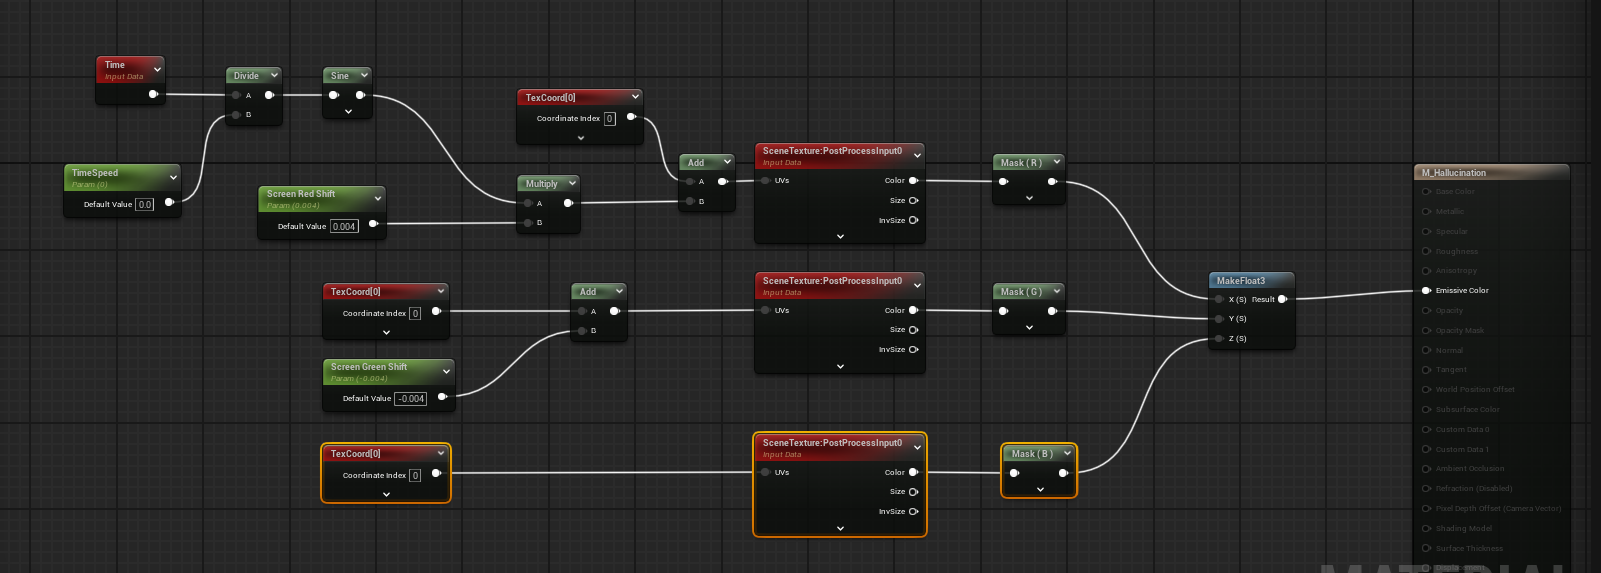 Time
Input Data
Divide
A
B
Sine
TimeSpeed
Param (0)
Default Value 0.0
Screen Red Shift
Param (0.004)
Default Value 0.004
TexCoord[0]
Coordinate Index 0
Multiply
A
B
Add
A
B
SceneTexture:PostProcessInput0
Input Data
UVs Color
Size
InvSize
Mask ( R )
TexCoord[0]
Coordinate Index 0
Screen Green Shift
Param (-0.004)
Default Value -0.004
Add
A
B
SceneTexture:PostProcessInput0
Input Data
UVs Color
Size
InvSize
Mask ( G )
TexCoord[0]
Coordinate Index 0
SceneTexture:PostProcessInput0
Input Data
UVs Color
Size
InvSize
Mask ( B )
MakeFloat3
X (S) Result
Y (S)
Z (S)
M_Hallucination
Base Color
Metallic
Specular
Roughness
Anisotropy
Emissive Color
Opacity
Opacity Mask
Normal
Tangent
World Position Offset
Subsurface Color
Custom Data 0
Custom Data 1
Ambient Occlusion
Refraction (Disabled)
Pixel Depth Offset (Camera Vector)
Shading Model
Surface Thickness
Displacement
MATERIAL